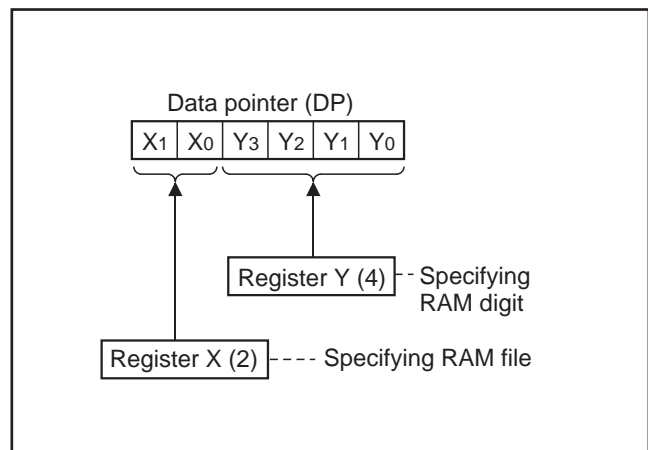 Data pointer (DP)
X1 X0 Y3 Y2 Y1 Y0
Register Y (4)
Specifying
RAM digit
Register X (2)
Specifying RAM file